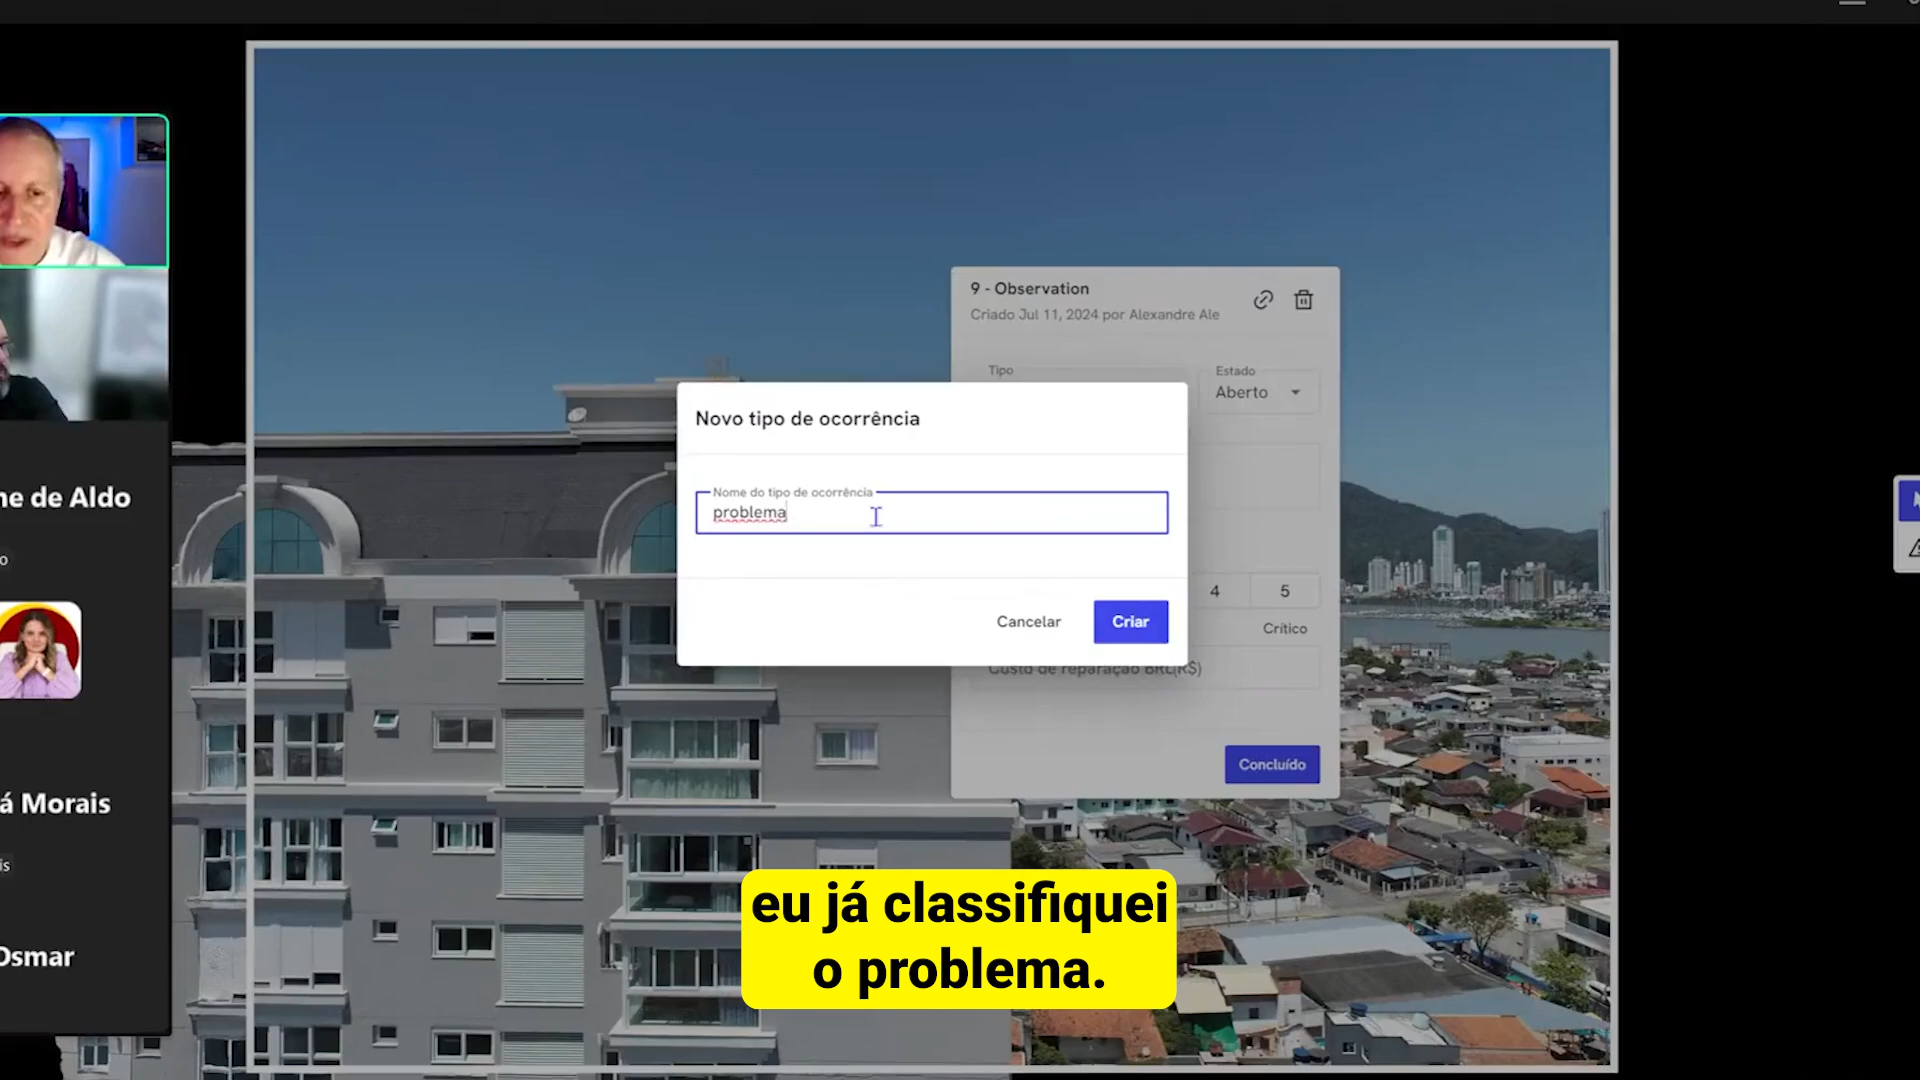 ne de Aldo
o
á Morais
is
Osmar
9 - Observation
Criado Jul 11, 2024 por Alexandre Ale
Tipo
Estado
Aberto
Novo tipo de ocorrência
Nome do tipo de ocorrência
problema
Cancelar
Criar
4 5
Crítico
Custo de reparação BRL(R$)
Concluído
eu já classifiquei
o problema.